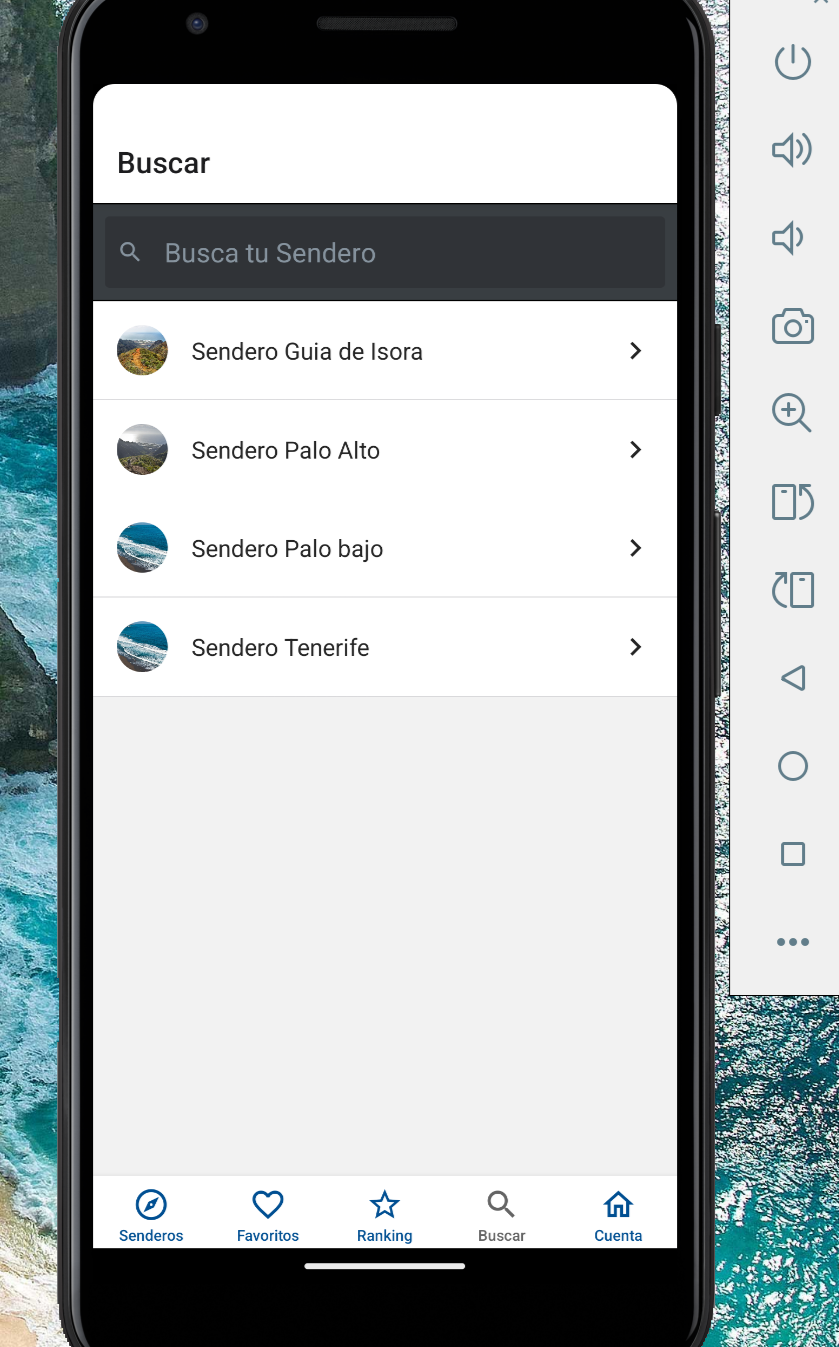 Buscar
Busca tu Sendero
Sendero Guia de Isora
Sendero Palo Alto
Sendero Palo bajo
Sendero Tenerife
Senderos Favoritos Ranking Buscar Cuenta